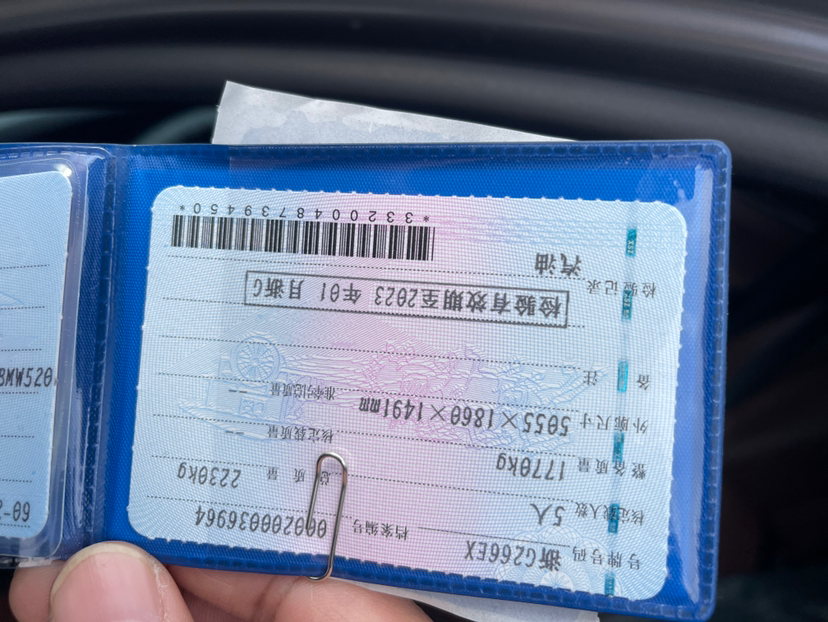 号牌号码 浙G266EX 档案编号 000200036964
核定载人数 5人 总质量 2230kg
整备质量 1770kg 核定载质量 --
外廓尺寸 5055×1860×1491mm 准牵引总质量 --
备注
检验有效期至2023年01月浙G
检验记录
汽油
*3320048739450*
BMW520